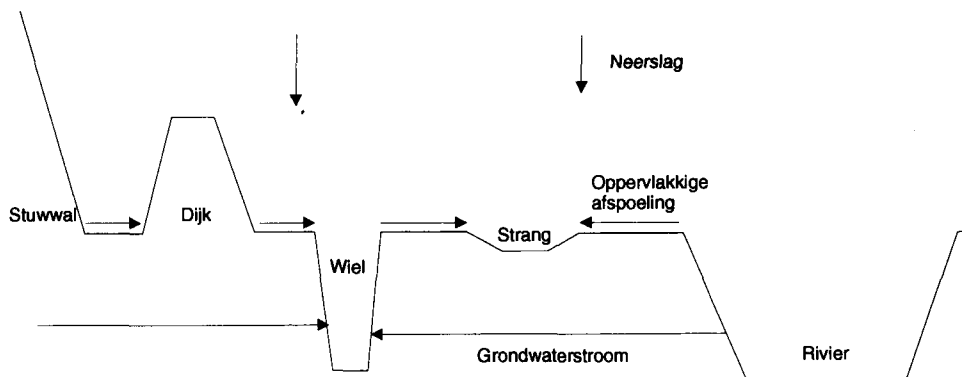 Neerslag
Oppervlakkige
afspoeling
Stuwwal
Dijk
Strang
Wiel
Grondwaterstroom
Rivier